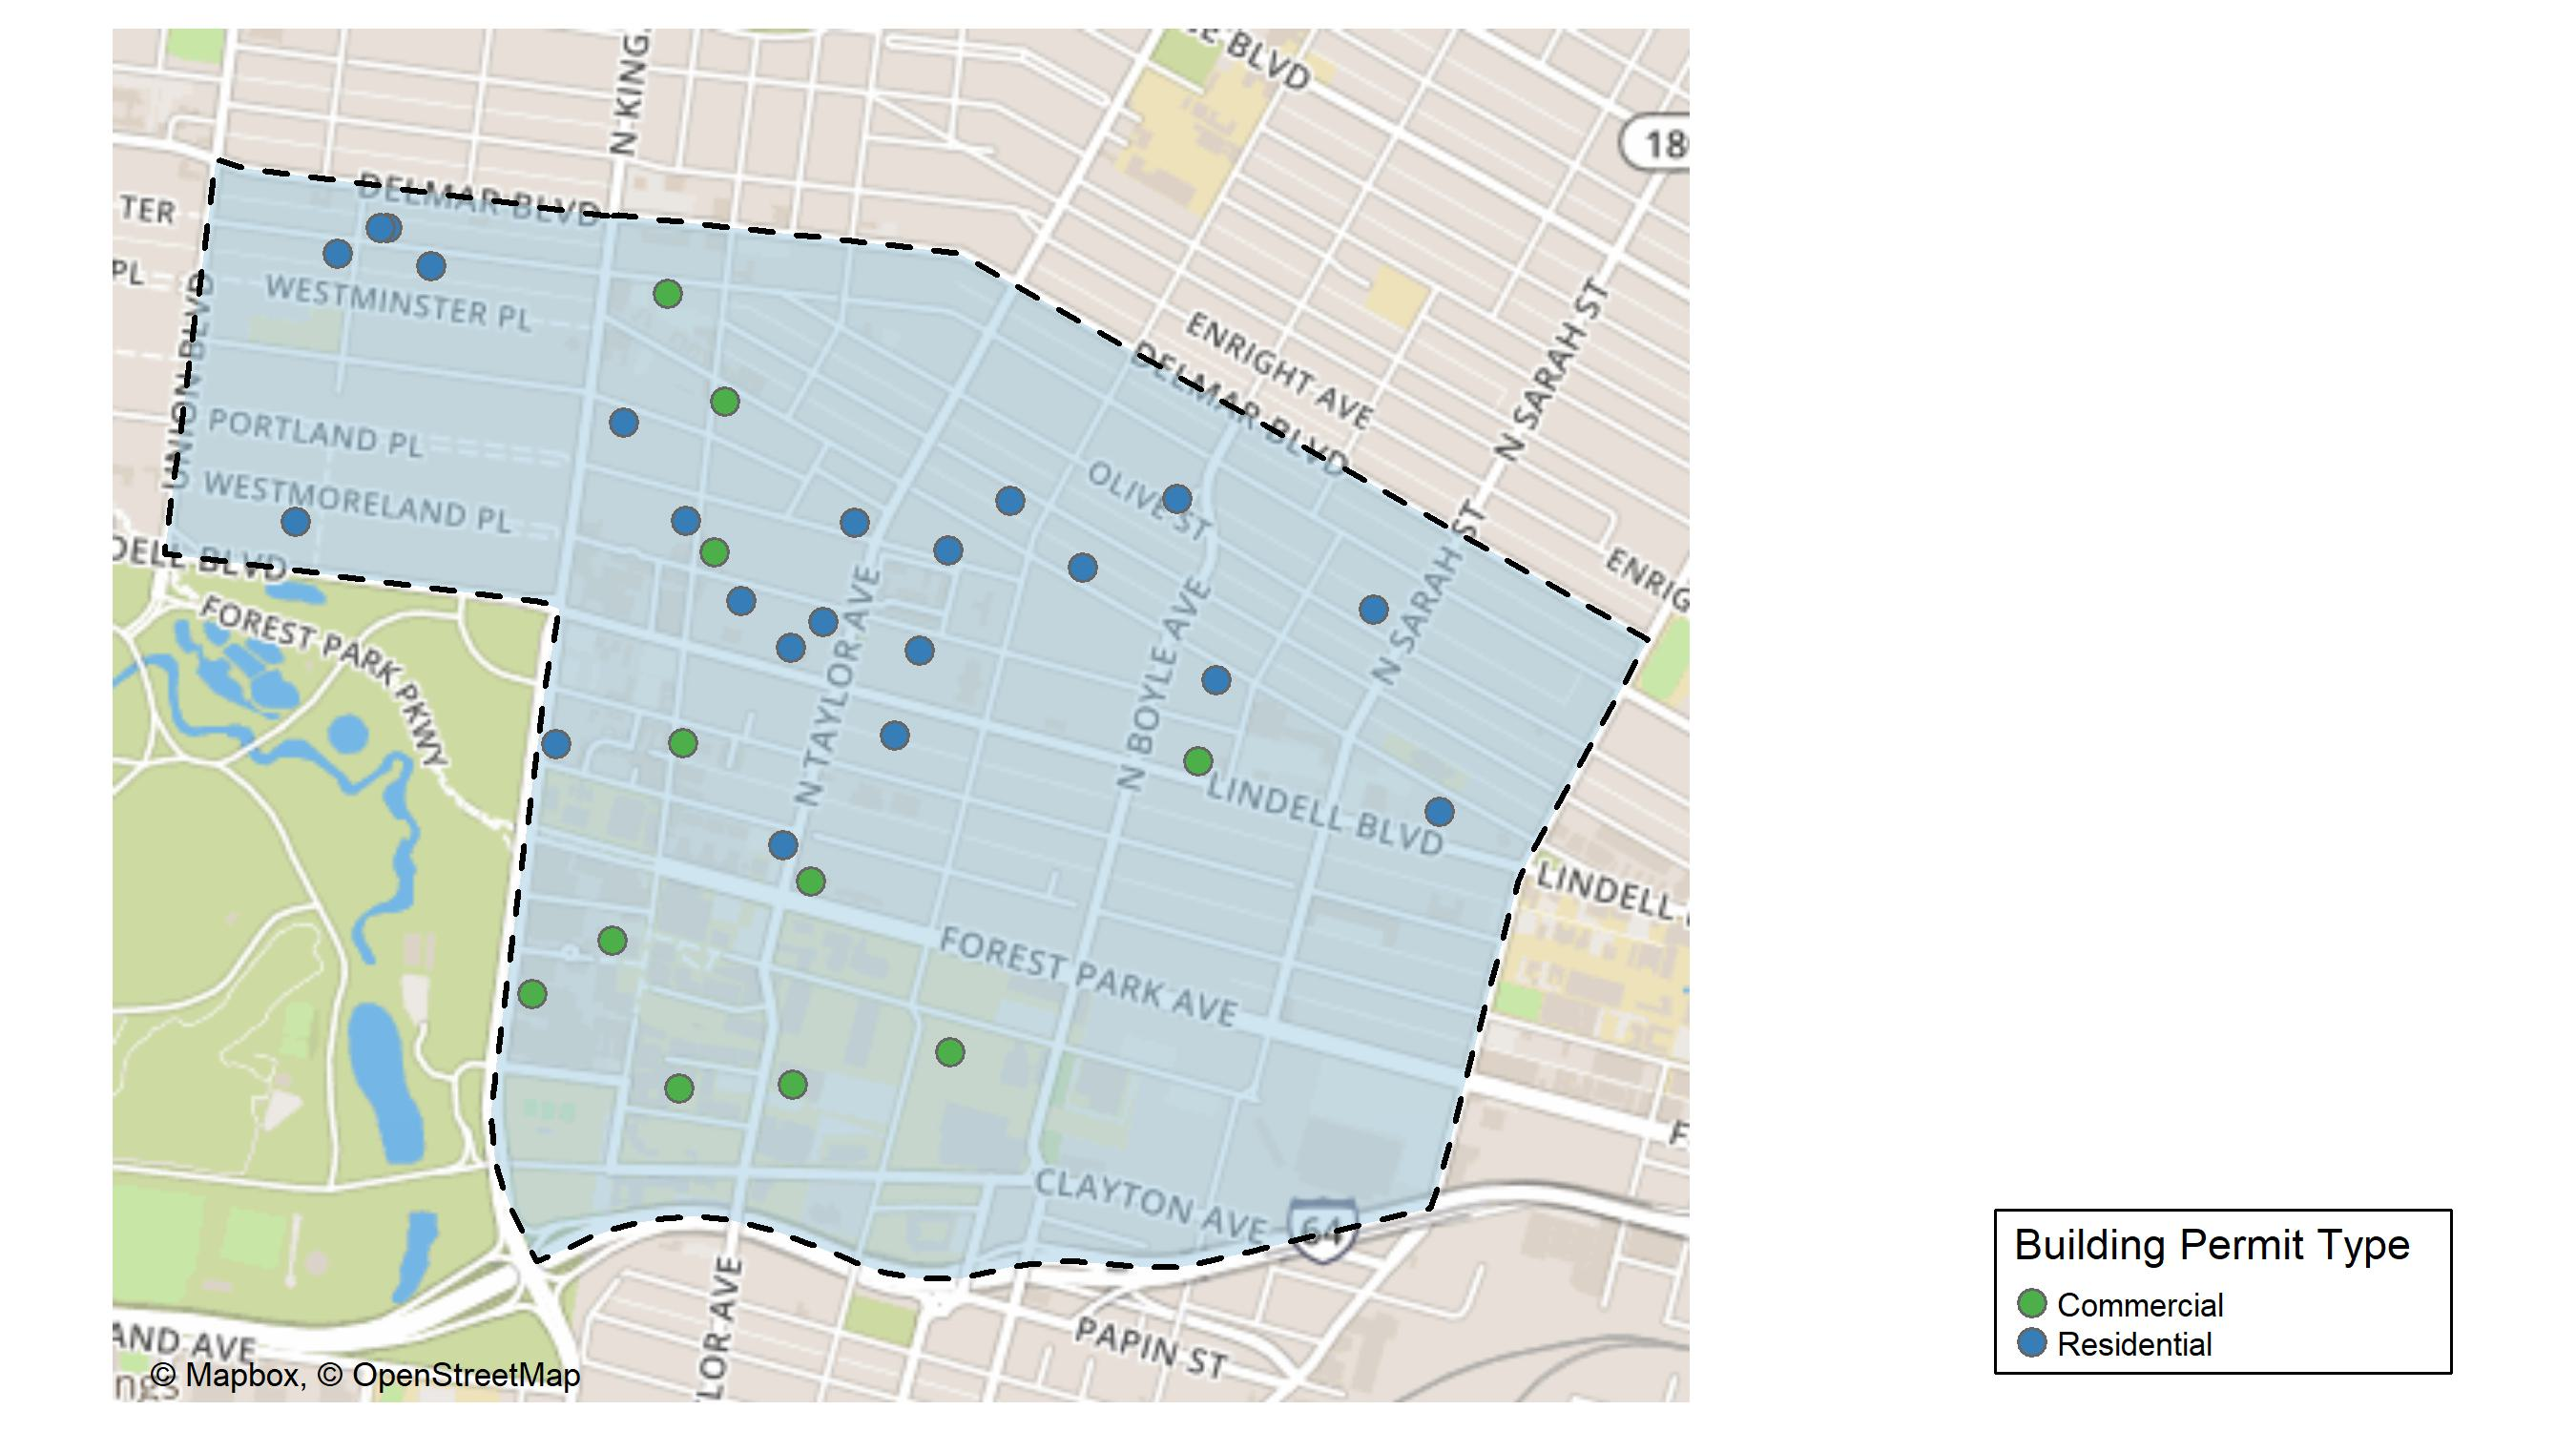 N KING
E BLVD
18
DELMAR BLVD
TER
PL
WESTMINSTER PL
UNION BLVD
ENRIGHT AVE
DELMAR BLVD
N SARAH ST
PORTLAND PL
WESTMORELAND PL
OLIVE ST
N SARAH ST
DELL BLVD
ENRIG
FOREST PARK PKWY
N TAYLOR AVE
N BOYLE AVE
LINDELL BLVD
LINDELL
FOREST PARK AVE
F
CLAYTON AVE
64
LOR AVE
PAPIN ST
AND AVE
ngs
© Mapbox, © OpenStreetMap
Building Permit Type
Commercial
Residential